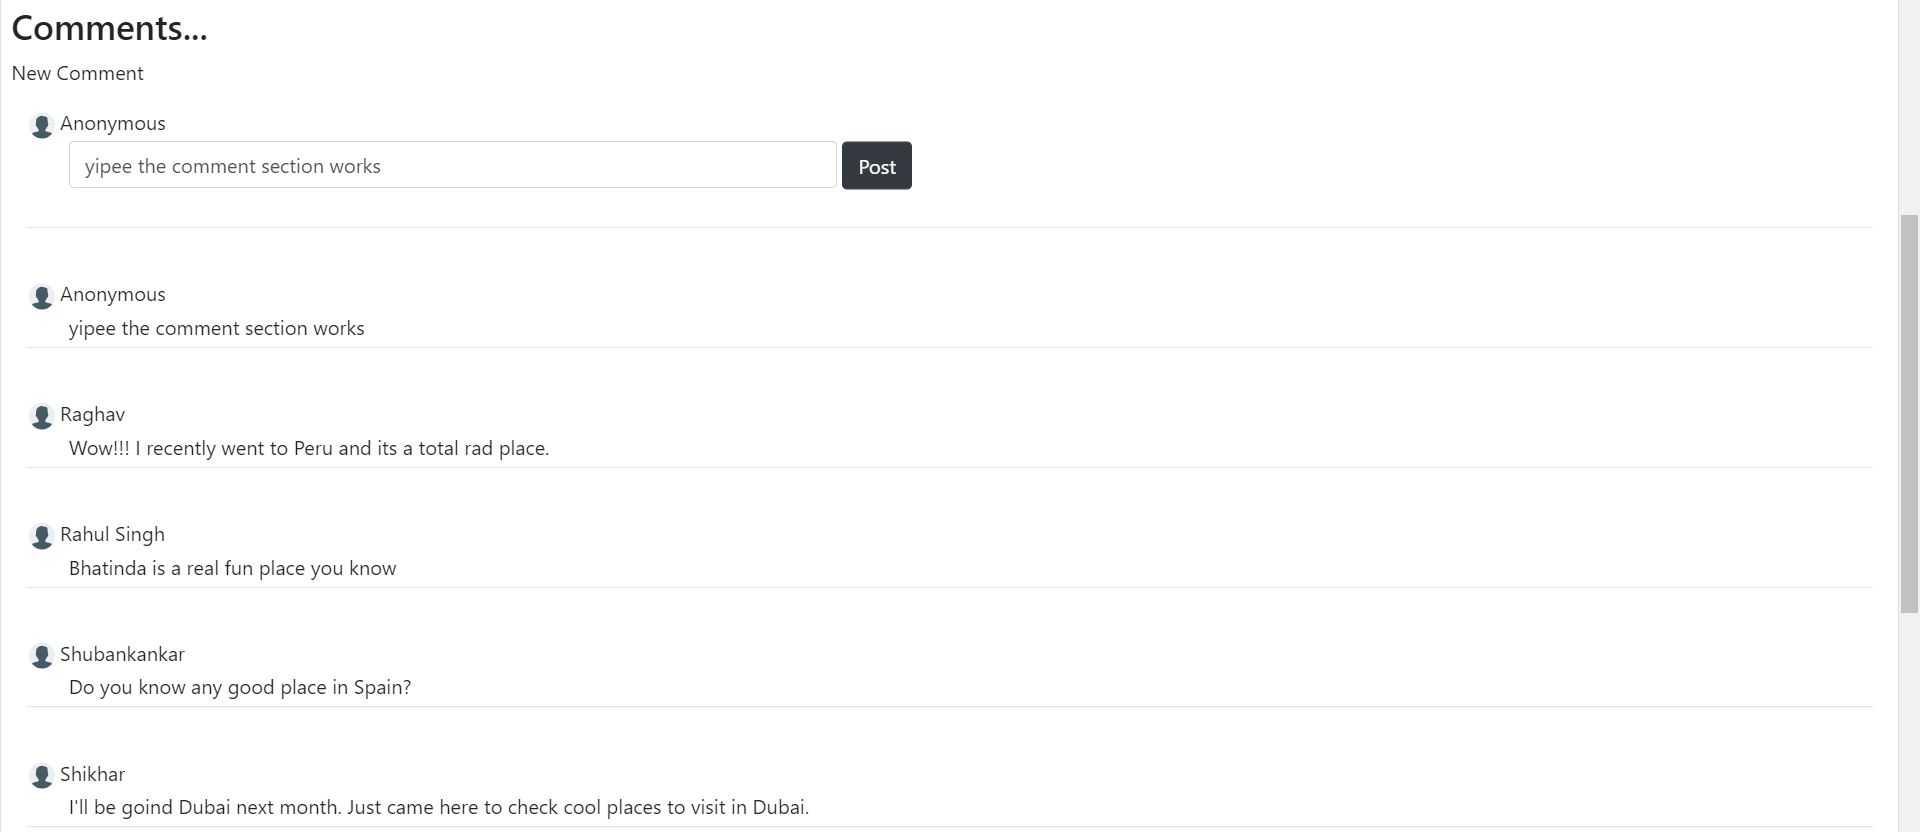 Comments...
New Comment
Anonymous
yipee the comment section works
Post
Anonymous
yipee the comment section works
Raghav
Wow!!! I recently went to Peru and its a total rad place.
Rahul Singh
Bhatinda is a real fun place you know
Shubankankar
Do you know any good place in Spain?
Shikhar
I'll be goind Dubai next month. Just came here to check cool places to visit in Dubai.